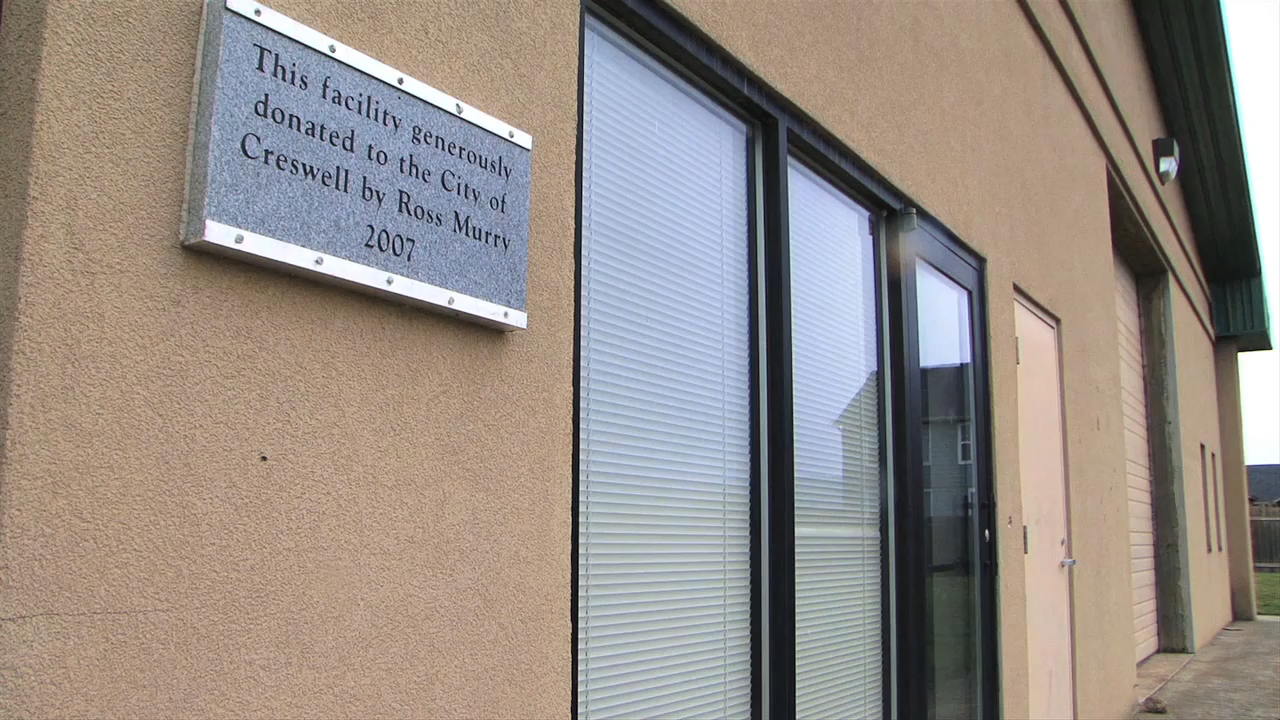 This facility generously
donated to the City of
Creswell by Ross Murry
2007